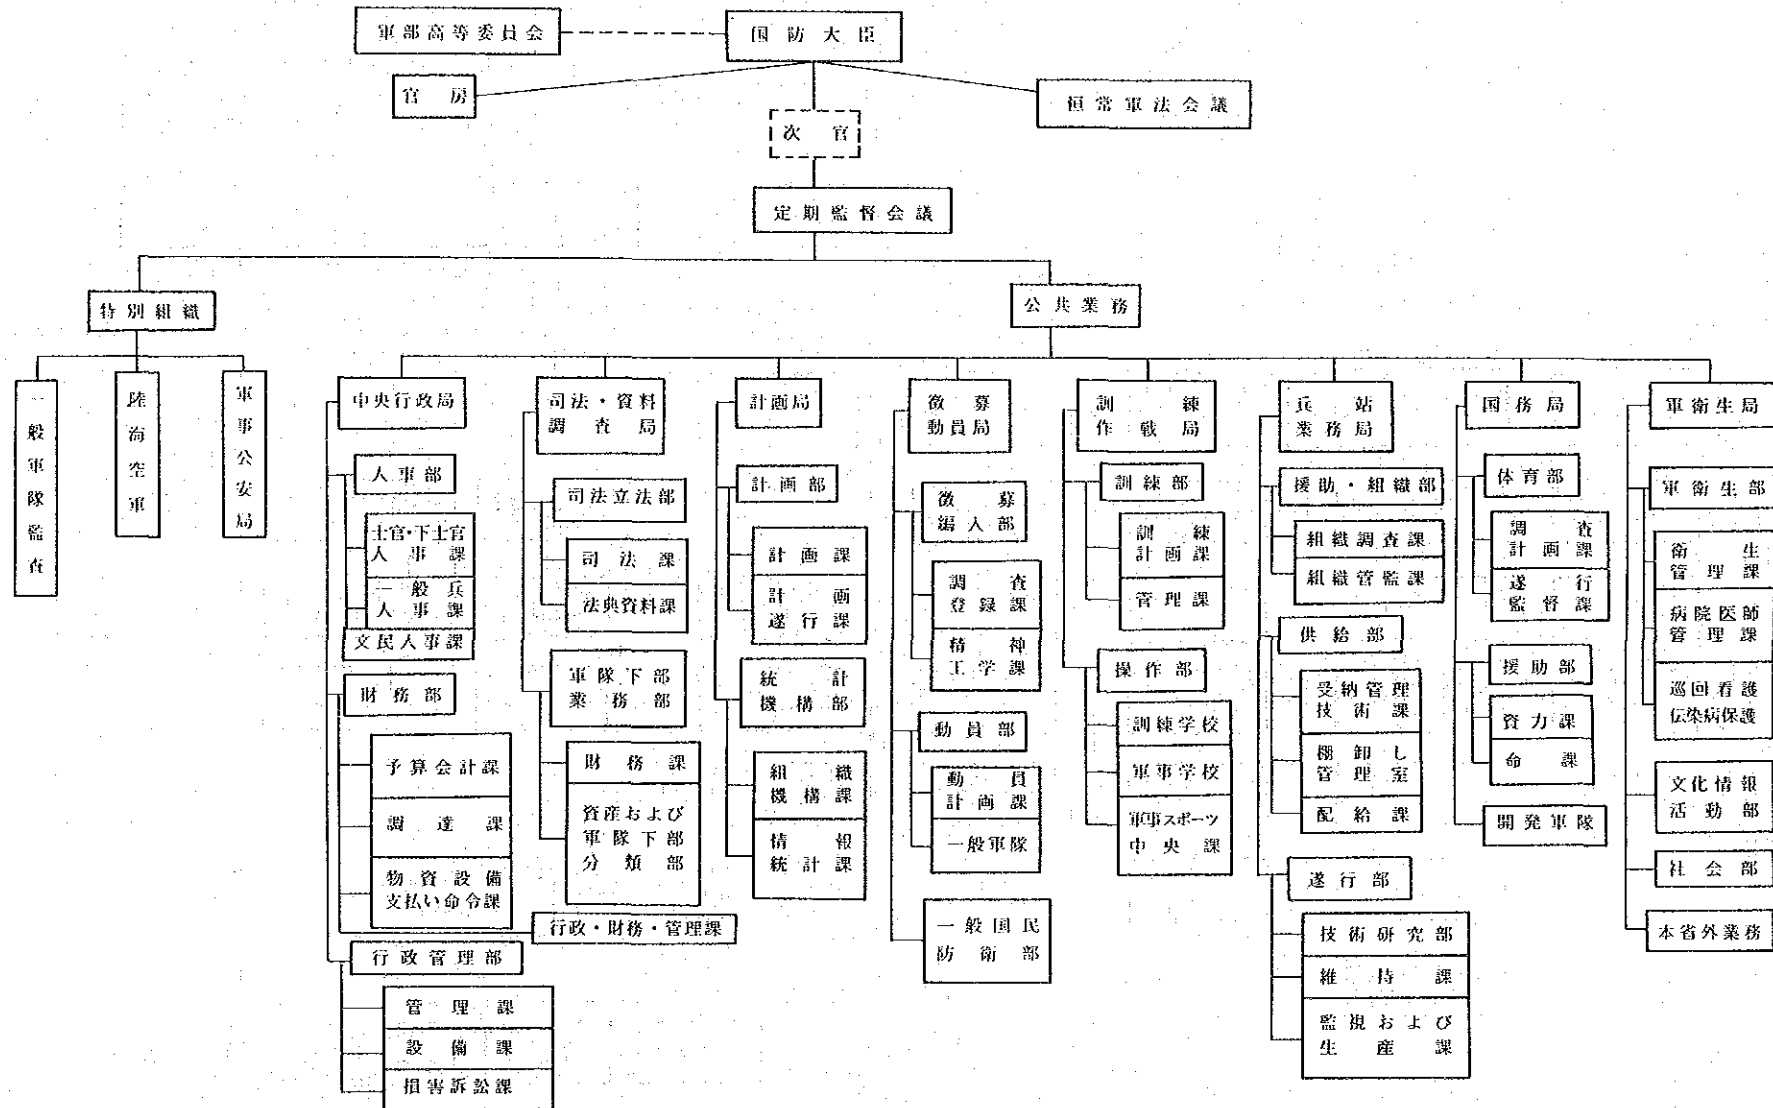 軍部高等委員会
国防大臣
官房
恒常軍法会議
次官
定期監督会議
特別組織
公共業務
一般軍隊監査
陸海空軍
軍事公安局
中央行政局
人事部
士官・下士官
人事課
一般兵
人事課
文民人事課
財務部
予算会計課
調達課
物資設備
支払い命令課
行政・財務・管理課
行政管理部
管理課
設備課
損害訴訟課
司法・資料
調査局
司法立法部
司法課
法典資料課
軍隊下部
業務部
財務課
資産および
軍隊下部
分類部
計画局
計画部
計画課
計画
遂行課
統計
機構部
組織
機構課
情報
統計課
徴募
動員局
徴募
編入部
調査
登録課
精神
工学課
動員部
動員
計画課
一般軍隊
一般国民
防衛部
訓練
作戦局
訓練部
訓練
計画課
管理課
操作部
訓練学校
軍事学校
軍事スポーツ
中央課
兵站
業務局
援助・組織部
組織調査課
組織管監課
供給部
受納管理
技術課
棚卸し
管理室
配給課
遂行部
技術研究部
維持課
監視および
生産課
国務局
体育部
調査
計画課
遂行
監督課
援助部
資力課
命課
開発軍隊
軍衛生局
軍衛生部
衛生
管理課
病院医師
管理課
巡回看護
伝染病保護
文化情報
活動部
社会部
本省外業務